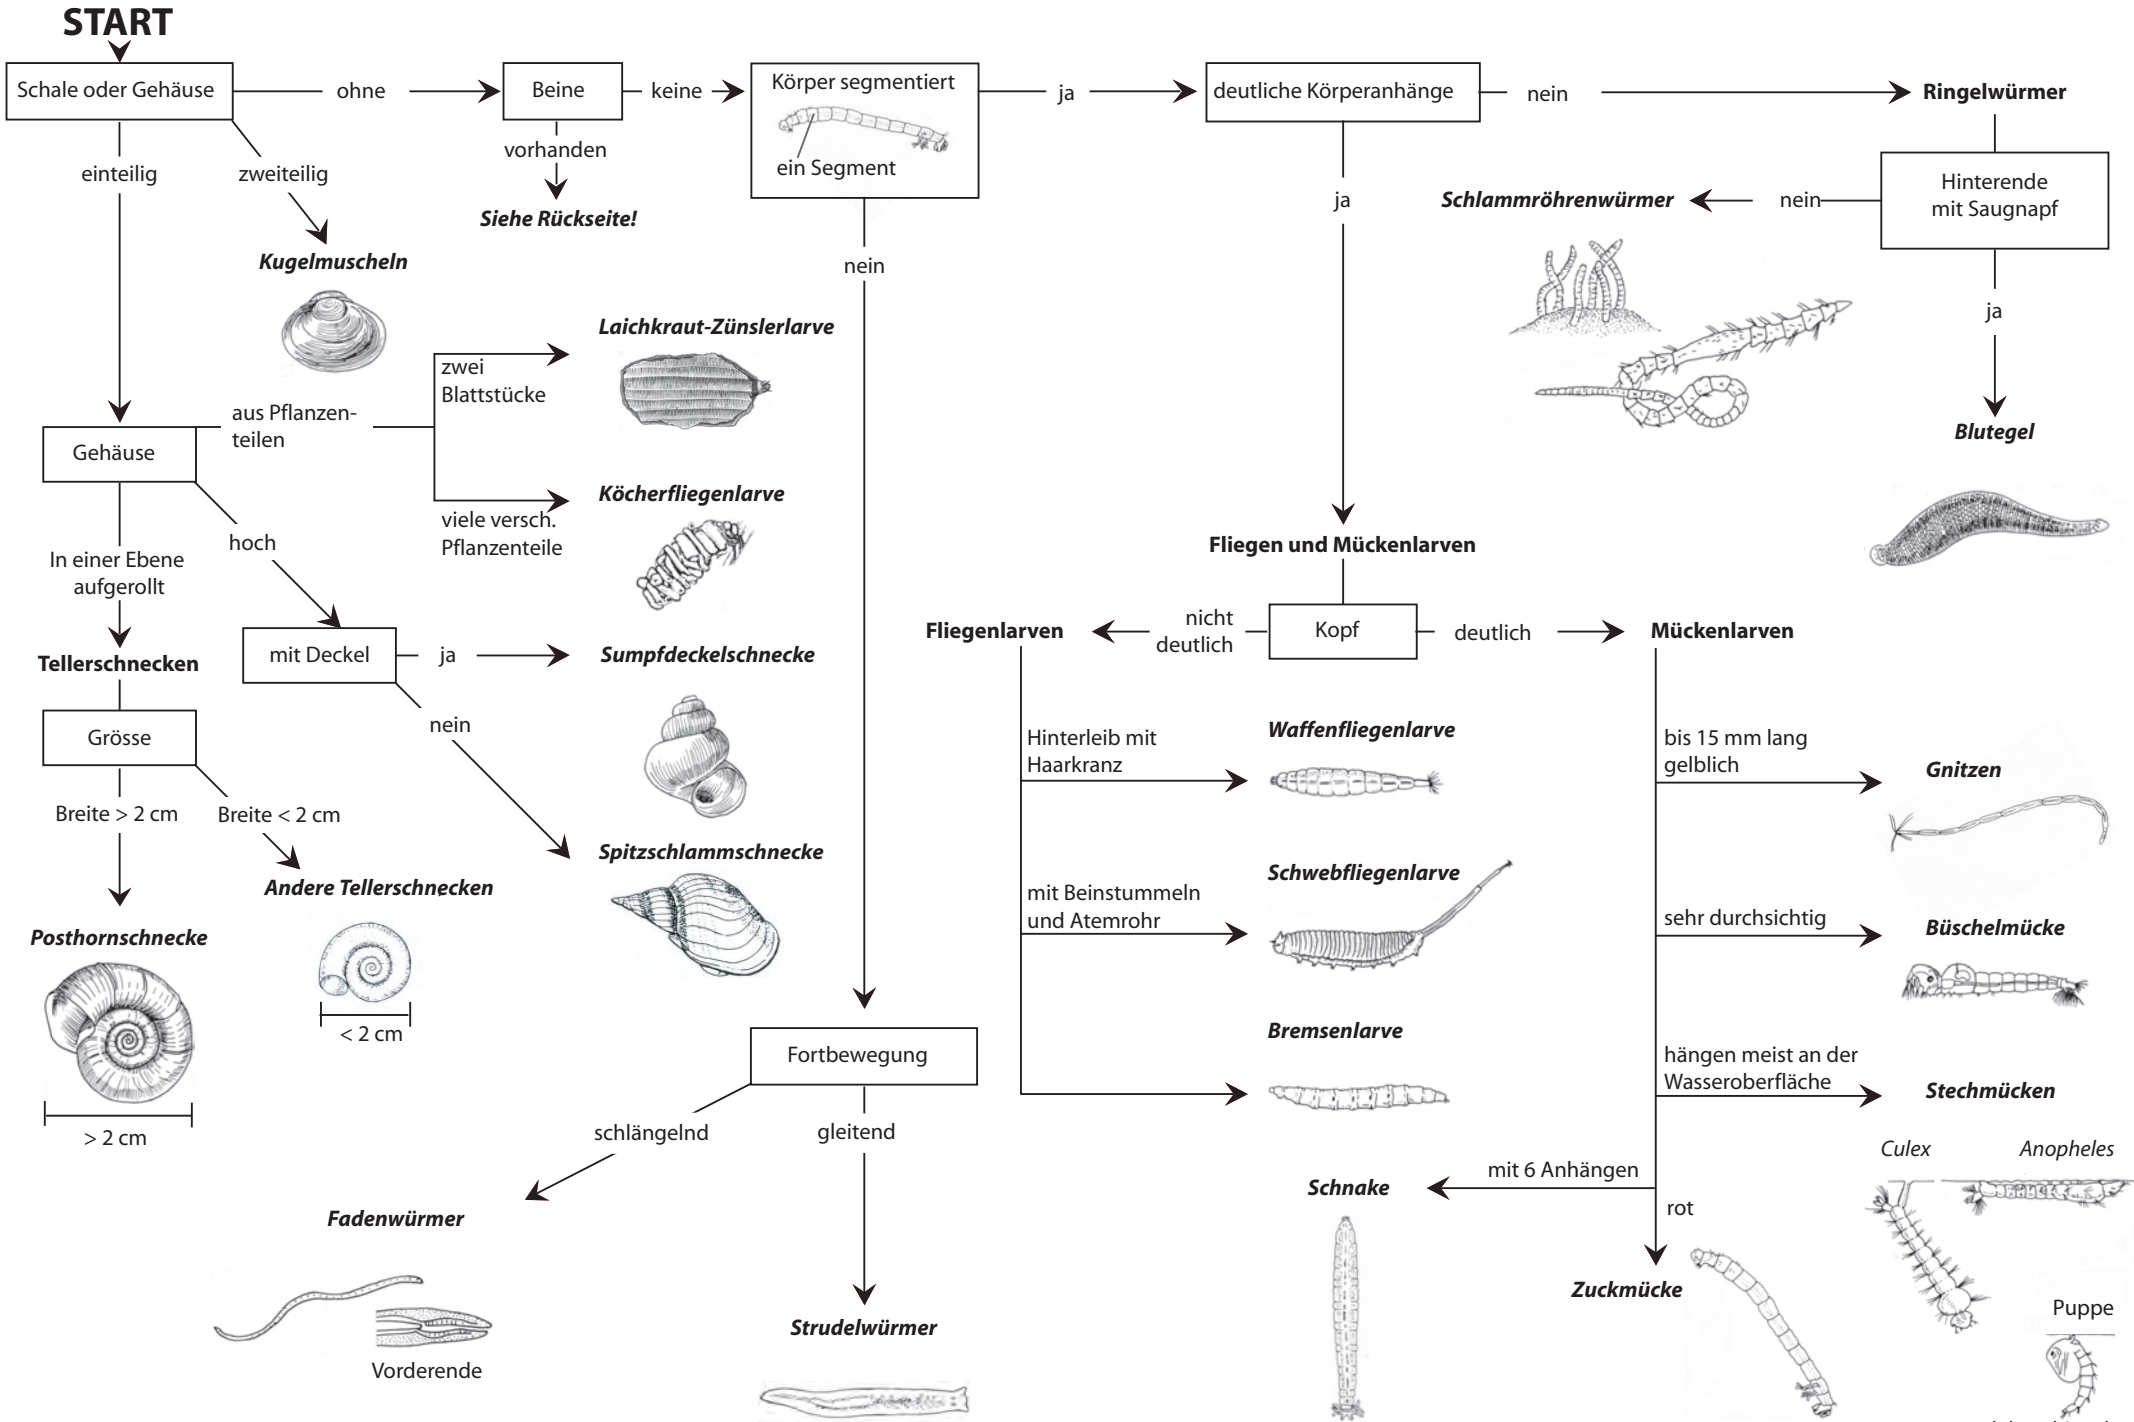 START
Schale oder Gehäuse
ohne
Beine
keine
Körper segmentiert
ein Segment
ja
deutliche Körperanhänge
nein
Ringelwürmer
einteilig
zweiteilig
vorhanden
Siehe Rückseite!
Kugelmuscheln
nein
ja
Schlammröhrenwürmer
nein
Hinterende
mit Saugnapf
ja
Blutegel
Laichkraut-Zünslerlarve
zwei
Blattstücke
aus Pflanzen-
teilen
Gehäuse
Köcherfliegenlarve
viele versch.
Pflanzenteile
hoch
In einer Ebene
aufgerollt
Tellerschnecken
mit Deckel
ja
Sumpfdeckelschnecke
nein
Grösse
Breite > 2 cm
Breite < 2 cm
Spitzschlammschnecke
Andere Tellerschnecken
< 2 cm
Posthornschnecke
> 2 cm
Fortbewegung
schlängelnd
gleitend
Fadenwürmer
Vorderende
Strudelwürmer
Fliegen und Mückenlarven
Kopf
nicht
deutlich
Fliegenlarven
deutlich
Mückenlarven
Hinterleib mit
Haarkranz
Waffenfliegenlarve
mit Beinstummeln
und Atemrohr
Schwebfliegenlarve
Bremsenlarve
bis 15 mm lang
gelblich
Gnitzen
sehr durchsichtig
Büschelmücke
hängen meist an der
Wasseroberfläche
Stechmücken
Culex
Anopheles
Puppe
mit 6 Anhängen
Schnake
rot
Zuckmücke